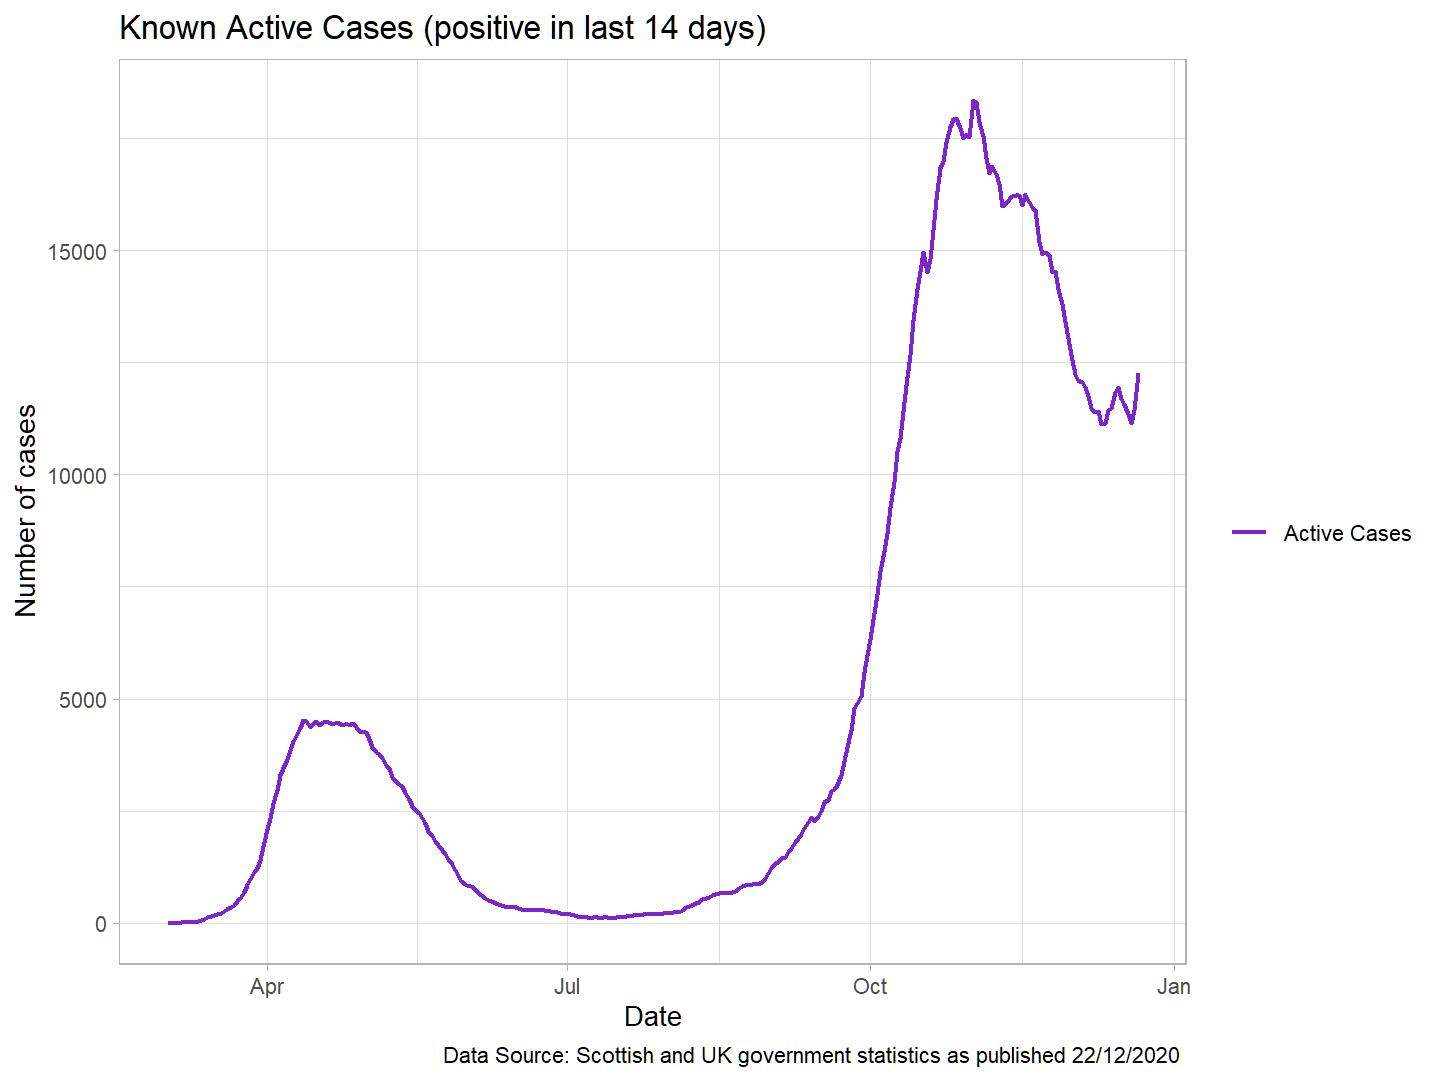 Known Active Cases (positive in last 14 days)
15000
10000
5000
0
Number of cases
Apr
Jul
Oct
Jan
Date
Active Cases
Data Source: Scottish and UK government statistics as published 22/12/2020